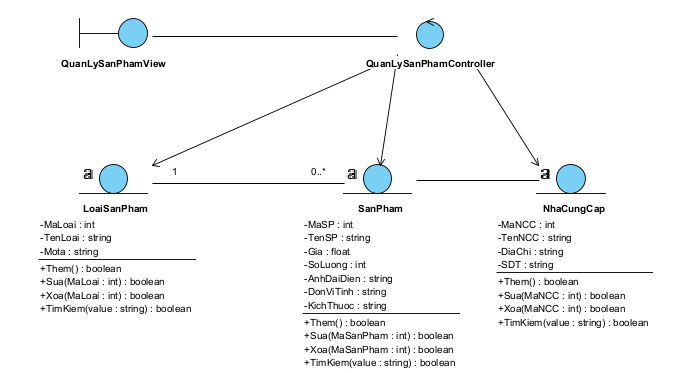 QuanLySanPhamView
QuanLySanPhamController
1
0..*
a
a
a
LoaiSanPham
-MaLoai : int
-TenLoai : string
-Mota : string
+Them() : boolean
+Sua(MaLoai : int) : boolean
+Xoa(MaLoai : int) : boolean
+TimKiem(value : string) : boolean
SanPham
-MaSP : int
-TenSP : string
-Gia : float
-SoLuong : int
-AnhDaiDien : string
-DonViTinh : string
-KichThuoc : string
+Them() : boolean
+Sua(MaSanPham : int) : boolean
+Xoa(MaSanPham : int) : boolean
+TimKiem(value : string) : boolean
NhaCungCap
-MaNCC : int
-TenNCC : string
-DiaChi : string
-SDT : string
+Them() : boolean
+Sua(MaNCC : int) : boolean
+Xoa(MaNCC : int) : boolean
+TimKiem(value : string) : boolean